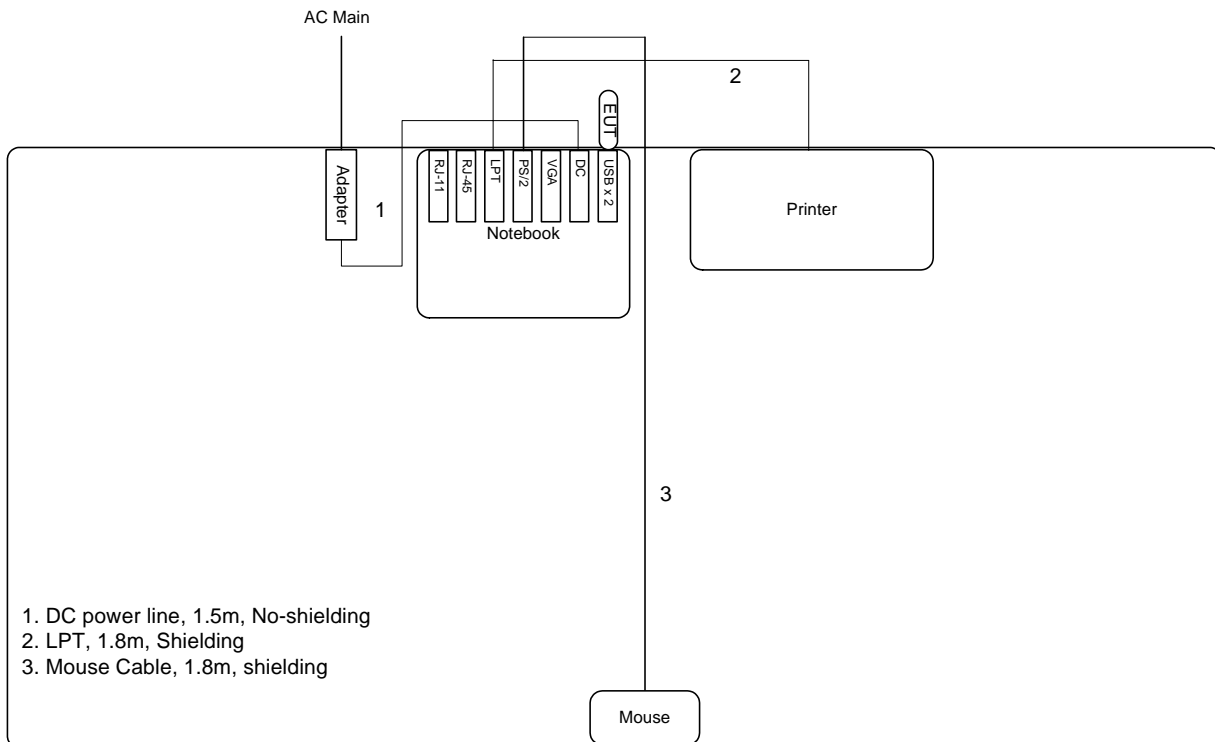 AC Main
2
EUT
Adapter
1
RJ-11
RJ-45
LPT
PS/2
VGA
DC
USB x 2
Notebook
Printer
3
1. DC power line, 1.5m, No-shielding
2. LPT, 1.8m, Shielding
3. Mouse Cable, 1.8m, shielding
Mouse